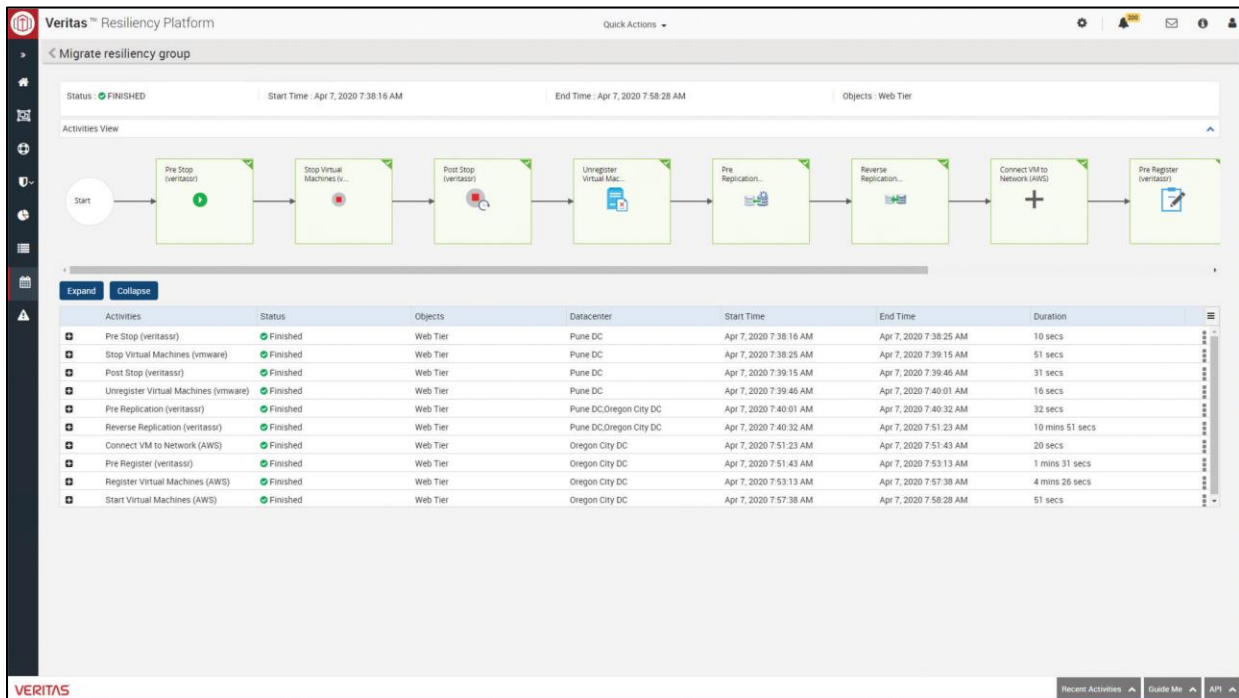 Veritas ™ Resiliency Platform
Quick Actions
200
Migrate resiliency group
Status : FINISHED
Start Time : Apr 7, 2020 7:38:16 AM
End Time : Apr 7, 2020 7:58:28 AM
Objects : Web Tier
Activities View
Start
Pre Stop
(veritassr)
Stop Virtual
Machines (v...
Post Stop
(veritassr)
Unregister
Virtual Mac...
Pre
Replication...
Reverse
Replication...
Connect VM to
Network (AWS)
Pre Register
(veritassr)
Expand Collapse
Activities Status Objects Datacenter Start Time End Time Duration
Pre Stop (veritassr) Finished Web Tier Pune DC Apr 7, 2020 7:38:16 AM Apr 7, 2020 7:38:25 AM 10 secs
Stop Virtual Machines (vmware) Finished Web Tier Pune DC Apr 7, 2020 7:38:25 AM Apr 7, 2020 7:39:15 AM 51 secs
Post Stop (veritassr) Finished Web Tier Pune DC Apr 7, 2020 7:39:15 AM Apr 7, 2020 7:39:46 AM 31 secs
Unregister Virtual Machines (vmware) Finished Web Tier Pune DC Apr 7, 2020 7:39:46 AM Apr 7, 2020 7:40:01 AM 16 secs
Pre Replication (veritassr) Finished Web Tier Pune DC,Oregon City DC Apr 7, 2020 7:40:01 AM Apr 7, 2020 7:40:32 AM 32 secs
Reverse Replication (veritassr) Finished Web Tier Pune DC,Oregon City DC Apr 7, 2020 7:40:32 AM Apr 7, 2020 7:51:23 AM 10 mins 51 secs
Connect VM to Network (AWS) Finished Web Tier Oregon City DC Apr 7, 2020 7:51:23 AM Apr 7, 2020 7:51:43 AM 20 secs
Pre Register (veritassr) Finished Web Tier Oregon City DC Apr 7, 2020 7:51:43 AM Apr 7, 2020 7:53:13 AM 1 mins 31 secs
Register Virtual Machines (AWS) Finished Web Tier Oregon City DC Apr 7, 2020 7:53:13 AM Apr 7, 2020 7:57:38 AM 4 mins 26 secs
Start Virtual Machines (AWS) Finished Web Tier Oregon City DC Apr 7, 2020 7:57:38 AM Apr 7, 2020 7:58:28 AM 51 secs
VERITAS
Recent Activities Guide Me API